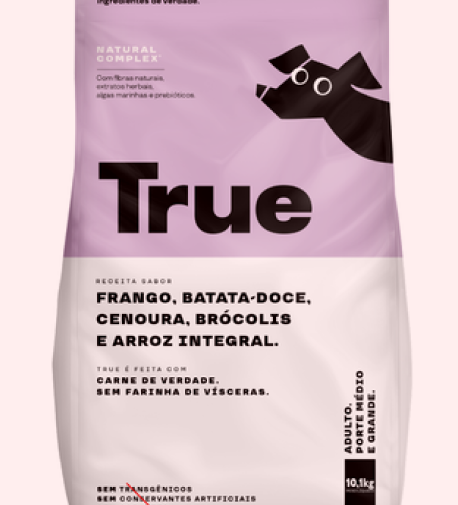 ingredientes de verdade.
NATURAL
COMPLEX
Com fibras naturais,
extratos herbais,
algas marinhas e prebióticos.
True
RECEITA SABOR
FRANGO, BATATA-DOCE,
CENOURA, BRÓCOLIS
E ARROZ INTEGRAL.
TRUE É FEITA COM
CARNE DE VERDADE.
SEM FARINHA DE VÍSCERAS.
ADULTO.
PORTE MÉDIO
E GRANDE.
10,1kg
SEM TRANSGÊNICOS
SEM CONSERVANTES ARTIFICIAIS